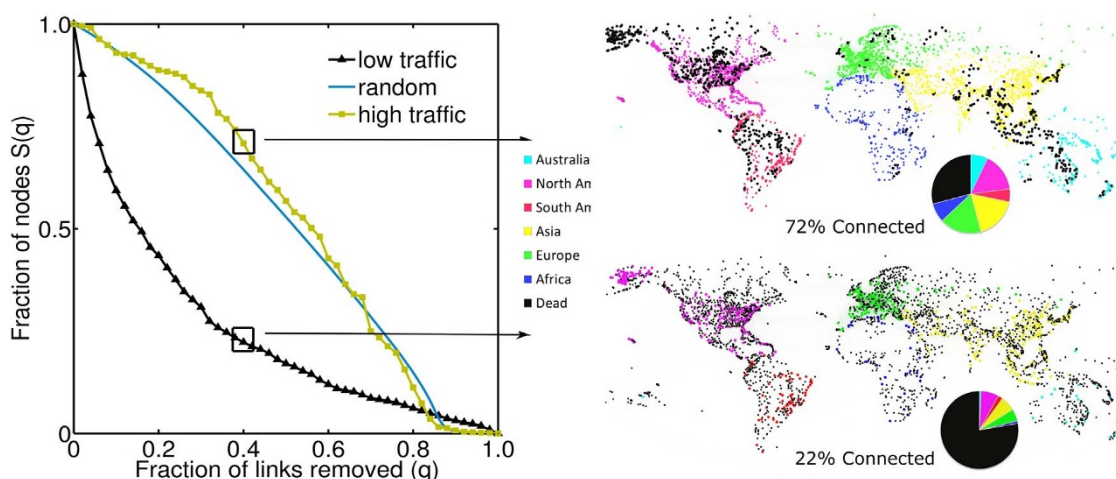 1.0
low traffic
random
high traffic
Fraction of nodes S(q)
0.5
0
0 0.2 0.4 0.6 0.8 1.0
Fraction of links removed (q)
Australia
North Am
South Am
Asia
Europe
Africa
Dead
72% Connected
22% Connected